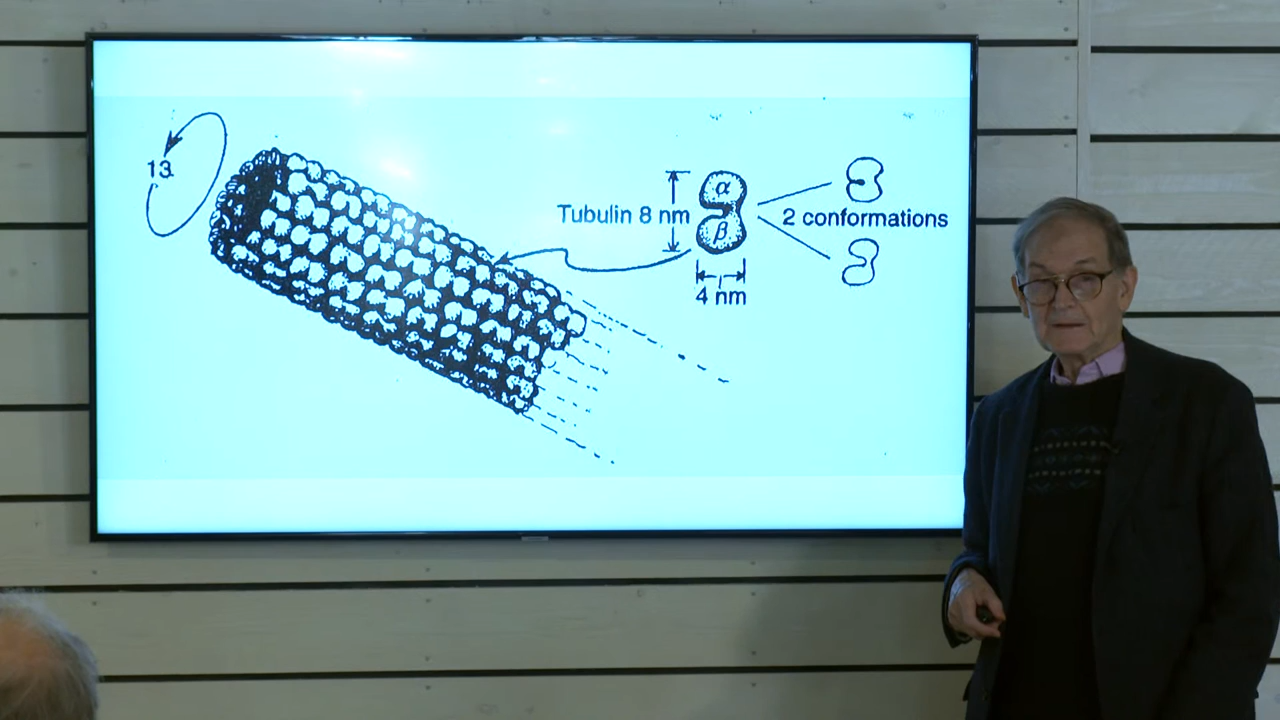 13
α
Tubulin 8 nm
β
2 conformations
4 nm